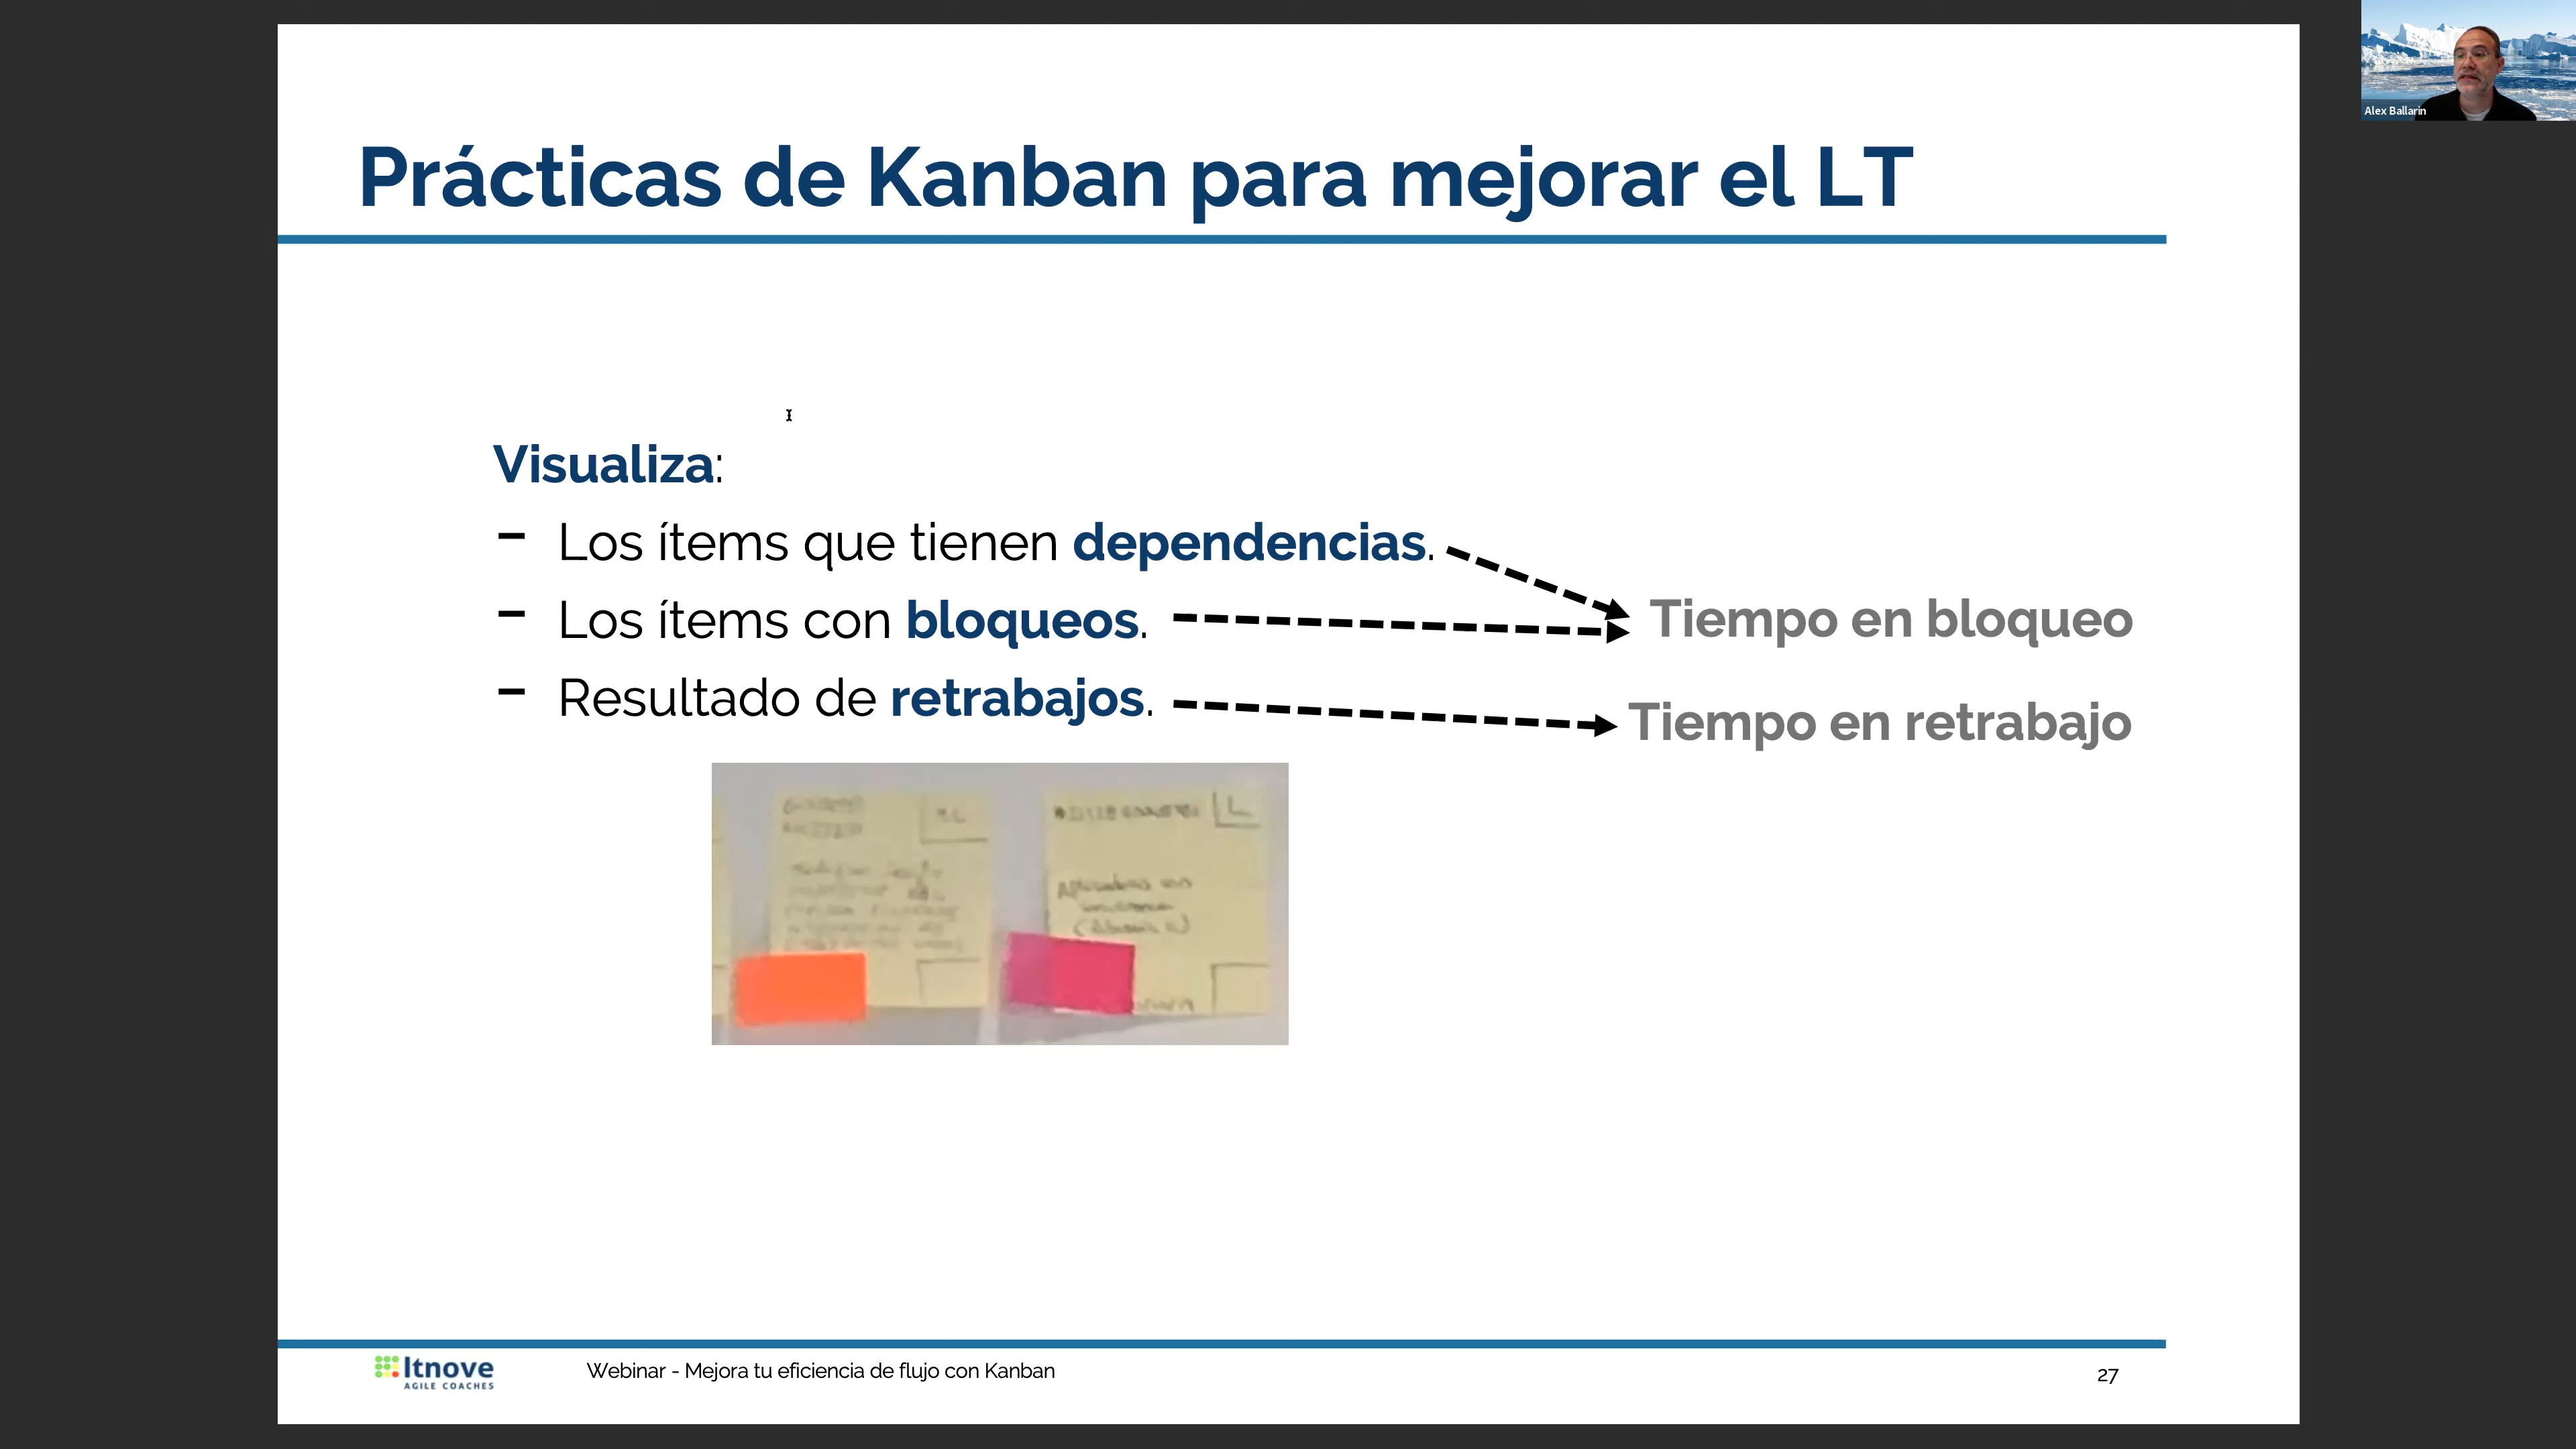 Alex Ballarín
Prácticas de Kanban para mejorar el LT
Visualiza:
– Los ítems que tienen dependencias.
– Los ítems con bloqueos.
– Resultado de retrabajos.
Tiempo en bloqueo
Tiempo en retrabajo
L
Itnove
AGILE COACHES
Webinar - Mejora tu eficiencia de flujo con Kanban
27